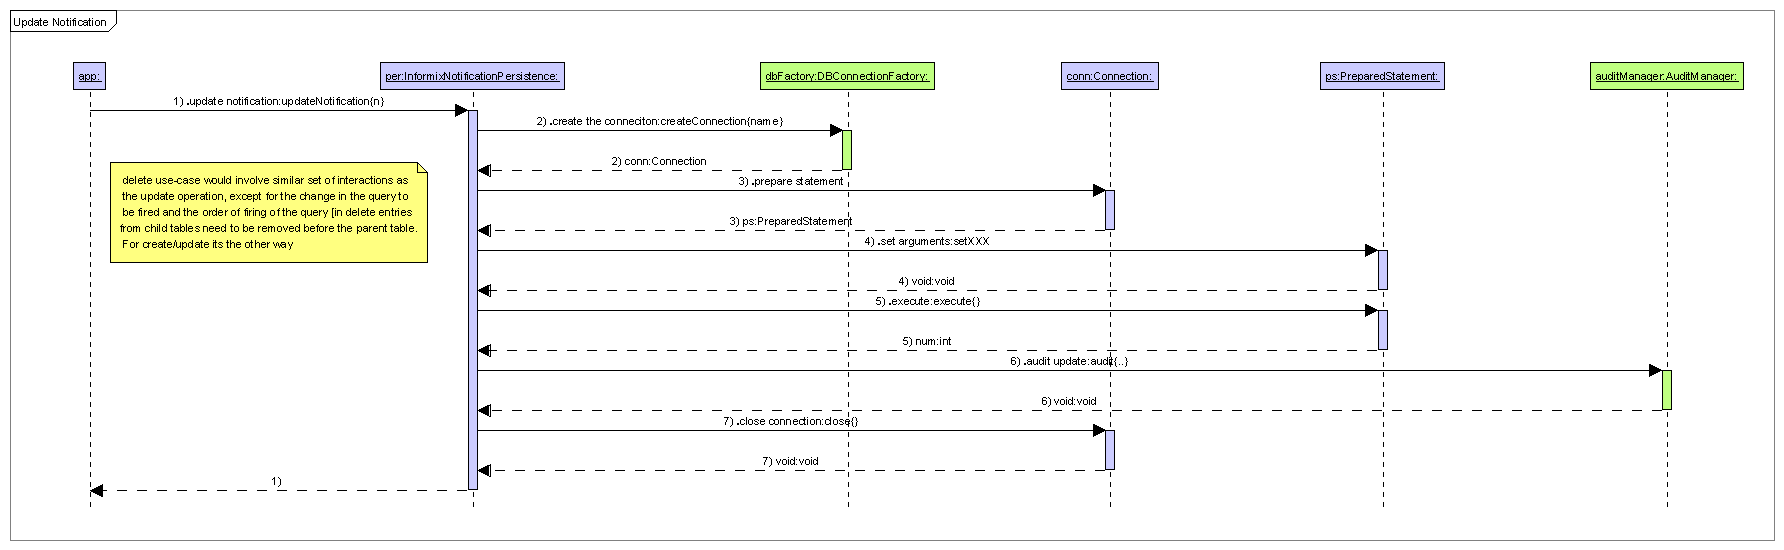 Update Notification
app:
per:InformixNotificationPersistence:
dbFactory:DBConnectionFactory:
conn:Connection:
ps:PreparedStatement:
auditManager:AuditManager:
1) .update notification:updateNotification{n}
2) .create the conneciton:createConnection{name}
2) conn:Connection
3) .prepare statement
delete use-case would involve similar set of interactions as
the update operation, except for the change in the query to
be fired and the order of firing of the query [in delete entries
from child tables need to be removed before the parent table.
For create/update its the other way
3) ps:PreparedStatement
4) .set arguments:setXXX
4) void:void
5) .execute:execute{}
5) num:int
6) .audit update:audit{..}
6) void:void
7) .close connection:close{}
7) void:void
1)